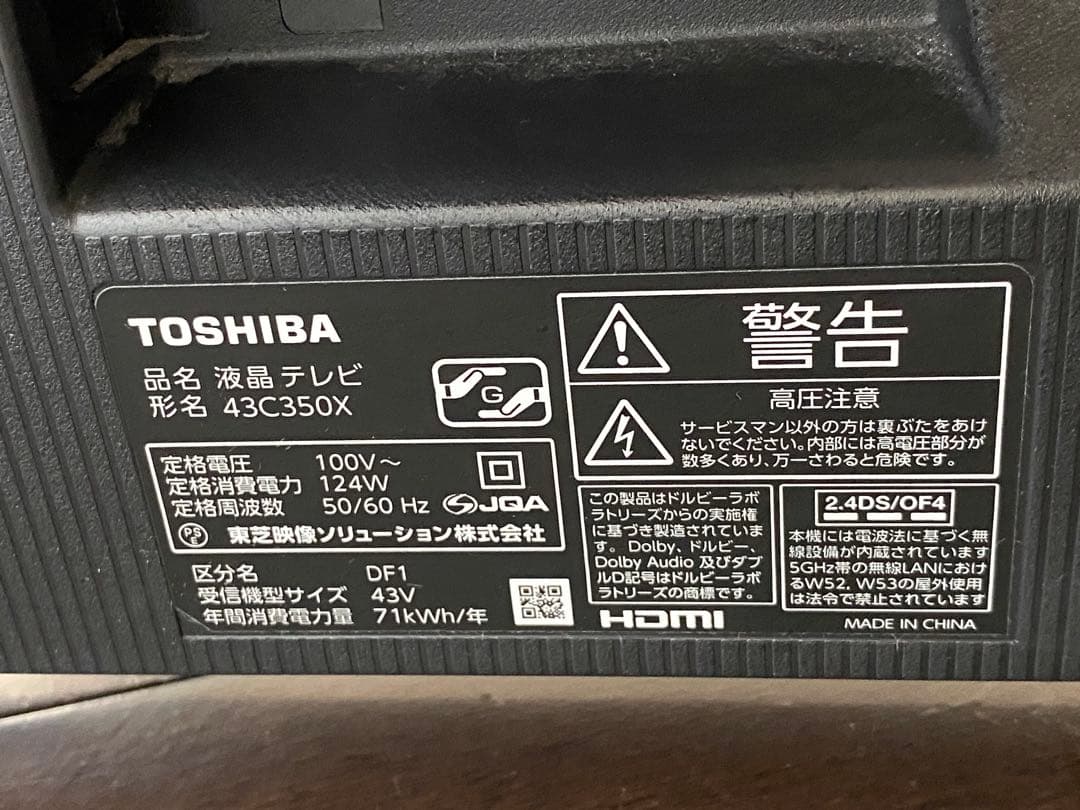 TOSHIBA
品名 液晶テレビ
形名 43C350X
G
定格電圧 100V～
定格消費電力 124W
定格周波数 50/60 Hz
JQA
PS
東芝映像ソリューション株式会社
区分名 DF1
受信機型サイズ 43V
年間消費電力量 71kWh/年
警告
高圧注意
サービスマン以外の方は裏ぶたをあけ
ないでください。内部には高電圧部分が
数多くあり、万一さわると危険です。
この製品はドルビーラボ
ラトリーズからの実施権
に基づき製造されていま
す。 Dolby、ドルビー、
Dolby Audio 及びダブ
ルD記号はドルビーラボ
ラトリーズの商標です。
HDMI
2.4DS/OF4
本機には電波法に基づく無
線設備が内蔵されています
5GHz帯の無線LANにおけ
るW52, W53の屋外使用
は法令で禁止されています
MADE IN CHINA